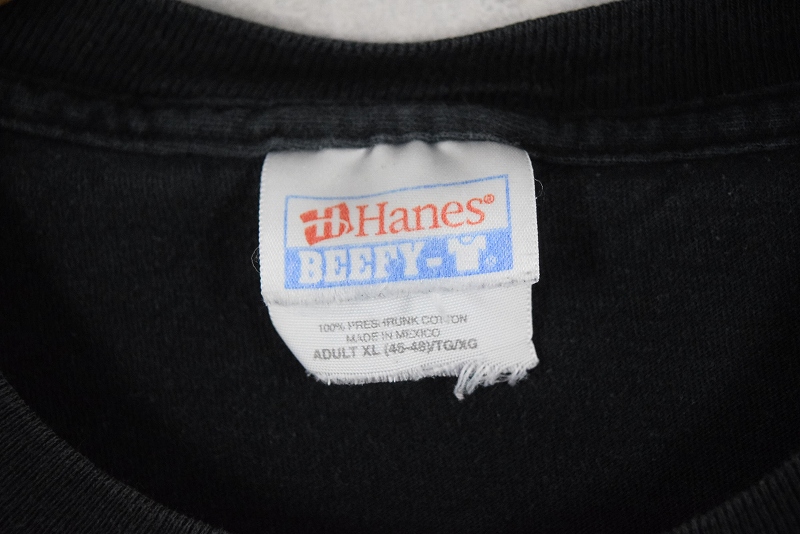 Hanes®
BEEFY-T®
100% PRESHRUNK COTTON
MADE IN MEXICO
ADULT XL (46-48)/TG/XG